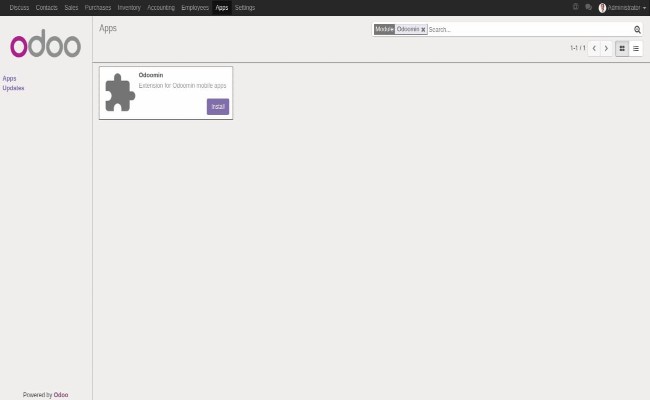 Discuss Contacts Sales Purchases Inventory Accounting Employees Apps Settings Administrator
odoo
Apps
Updates
Powered by Odoo
Apps
Module Odoomin Search...
1-1 / 1
Odoomin
Extension for Odoomin mobile apps
Install